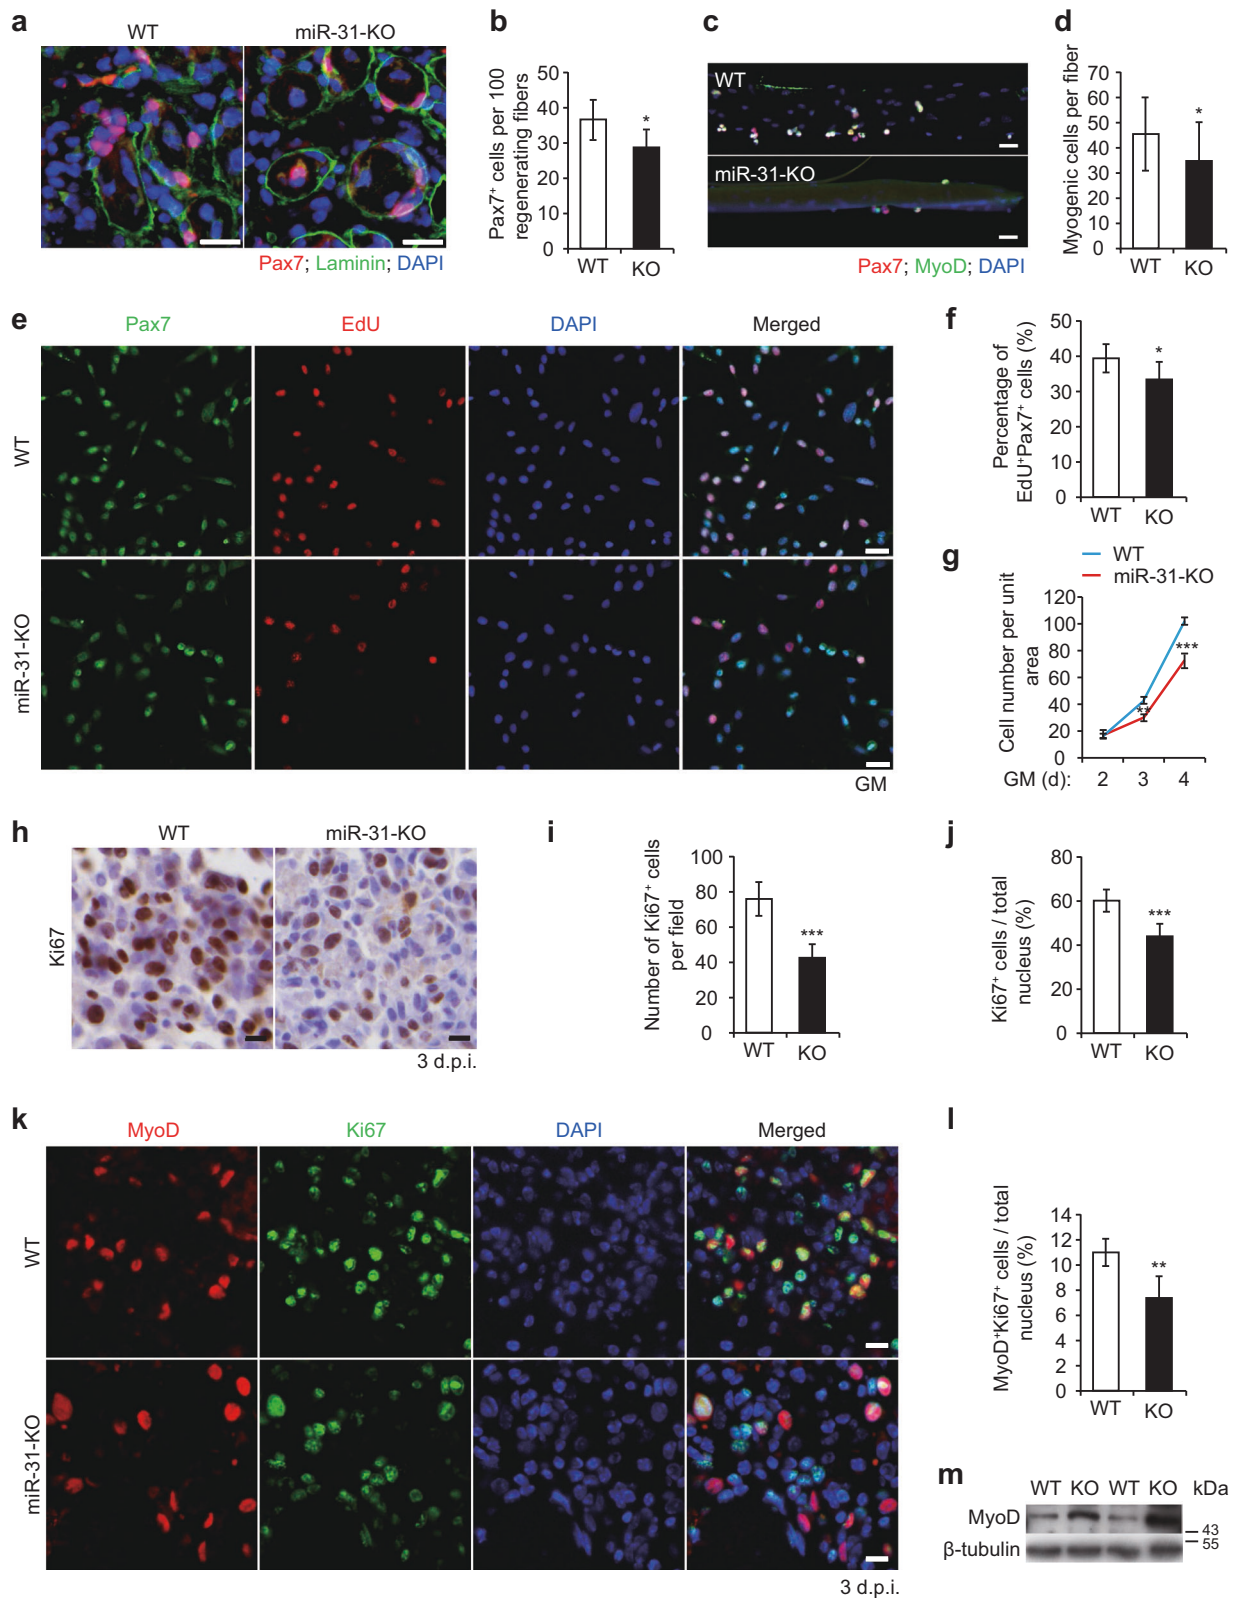 a
WT
miR-31-KO
Pax7; Laminin; DAPI
b
Pax7⁺ cells per 100
regenerating fibers
50
40
30
20
10
0
*
WT
KO
c
WT
miR-31-KO
Pax7; MyoD; DAPI
d
Myogenic cells per fiber
70
60
50
40
30
20
10
0
*
WT
KO
e
Pax7
EdU
DAPI
Merged
WT
miR-31-KO
GM
f
Percentage of
EdU⁺Pax7⁺ cells (%)
50
40
30
20
10
0
*
WT
KO
g
WT
miR-31-KO
Cell number per unit
area
120
100
80
60
40
20
0
**
***
GM (d): 2 3 4
h
WT
miR-31-KO
Ki67
3 d.p.i.
i
Number of Ki67⁺ cells
per field
100
80
60
40
20
0
***
WT
KO
j
Ki67⁺ cells / total
nucleus (%)
80
60
40
20
0
***
WT
KO
k
MyoD
Ki67
DAPI
Merged
WT
miR-31-KO
3 d.p.i.
l
MyoD⁺Ki67⁺ cells / total
nucleus (%)
14
12
10
8
6
4
2
0
**
WT
KO
m
WT KO WT KO kDa
MyoD
43
55
β-tubulin